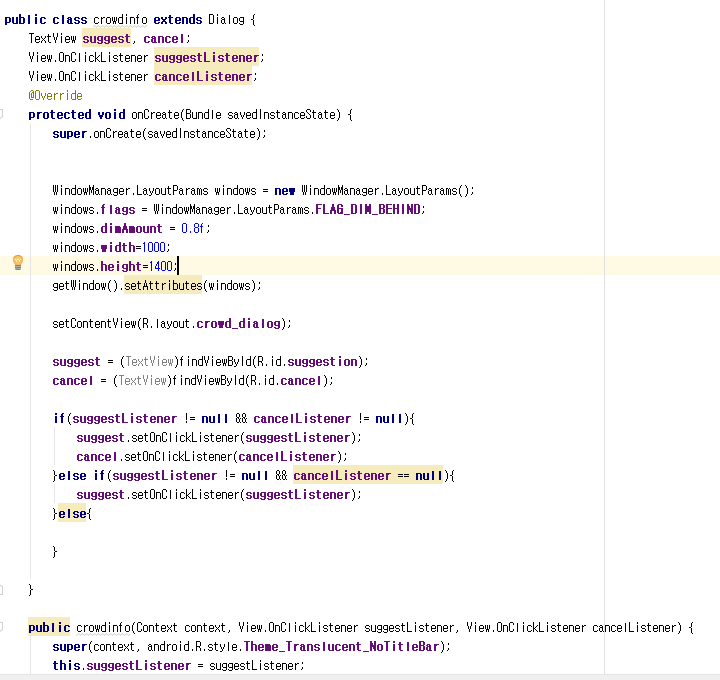 public class crowdinfo extends Dialog {
TextView suggest, cancel;
View.OnClickListener suggestListener;
View.OnClickListener cancelListener;
@Override
protected void onCreate(Bundle savedInstanceState) {
super.onCreate(savedInstanceState);
WindowManager.LayoutParams windows = new WindowManager.LayoutParams();
windows.flags = WindowManager.LayoutParams.FLAG_DIM_BEHIND;
windows.dimAmount = 0.8f;
windows.width=1000;
windows.height=1400;
getWindow().setAttributes(windows);
setContentView(R.layout.crowd_dialog);
suggest = (TextView)findViewById(R.id.suggestion);
cancel = (TextView)findViewById(R.id.cancel);
if(suggestListener != null && cancelListener != null){
suggest.setOnClickListener(suggestListener);
cancel.setOnClickListener(cancelListener);
}else if(suggestListener != null && cancelListener == null){
suggest.setOnClickListener(suggestListener);
}else{
}
}
public crowdinfo(Context context, View.OnClickListener suggestListener, View.OnClickListener cancelListener) {
super(context, android.R.style.Theme_Translucent_NoTitleBar);
this.suggestListener = suggestListener;